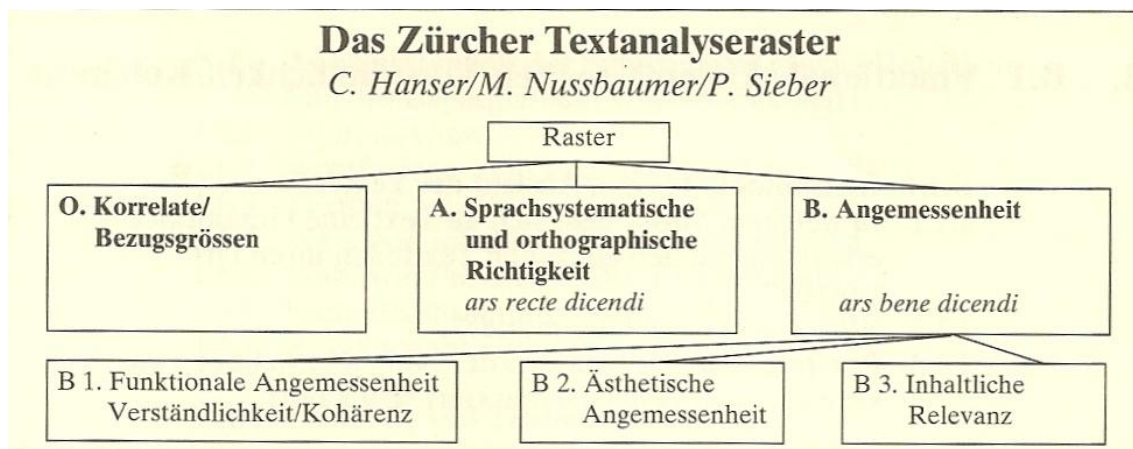 Das Zürcher Textanalyseraster
C. Hanser/M. Nussbaumer/P. Sieber
Raster
O. Korrelate/
Bezugsgrössen
A. Sprachsystematische
und orthographische
Richtigkeit
ars recte dicendi
B. Angemessenheit
ars bene dicendi
B 1. Funktionale Angemessenheit
Verständlichkeit/Kohärenz
B 2. Ästhetische
Angemessenheit
B 3. Inhaltliche
Relevanz